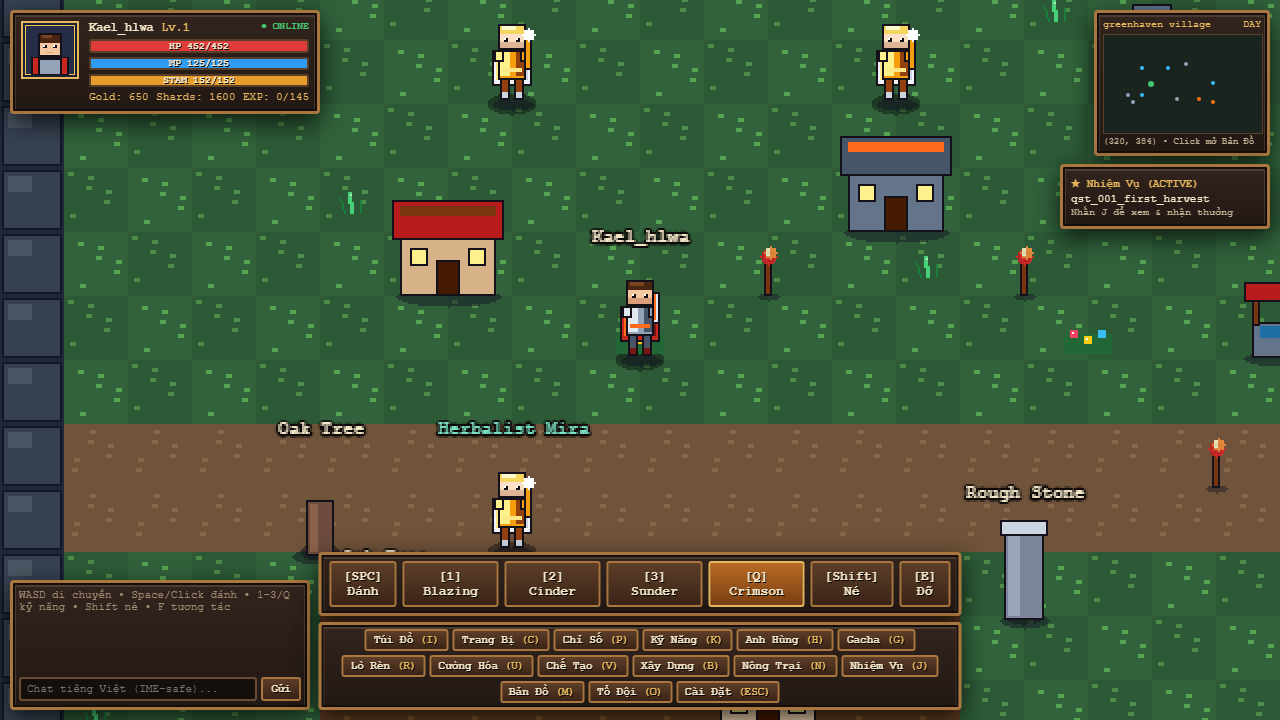 Kael_hlwa Lv.1 ● ONLINE
HP 452/452
MP 125/125
STAM 152/152
Gold: 650 Shards: 1600 EXP: 0/145
greenhaven village DAY
(320, 384) • Click mở Bản Đồ
★ Nhiệm Vụ (ACTIVE)
qst_001_first_harvest
Nhấn J để xem & nhận thưởng
Kael_hlwa
Oak Tree
Herbalist Mira
Rough Stone
WASD di chuyển • Space/Click đánh • 1-3/Q
kỹ năng • Shift né • F tương tác
Chat tiếng Việt (IME-safe)...
Gửi
[SPC]
Đánh
[1]
Blazing
[2]
Cinder
[3]
Sunder
[Q]
Crimson
[Shift]
Né
[E]
Đỡ
Túi Đồ (I)
Trang Bị (C)
Chỉ Số (P)
Kỹ Năng (K)
Anh Hùng (H)
Gacha (G)
Lò Rèn (R)
Cường Hóa (U)
Chế Tạo (V)
Xây Dựng (B)
Nông Trại (N)
Nhiệm Vụ (J)
Bản Đồ (M)
Tổ Đội (O)
Cài Đặt (ESC)